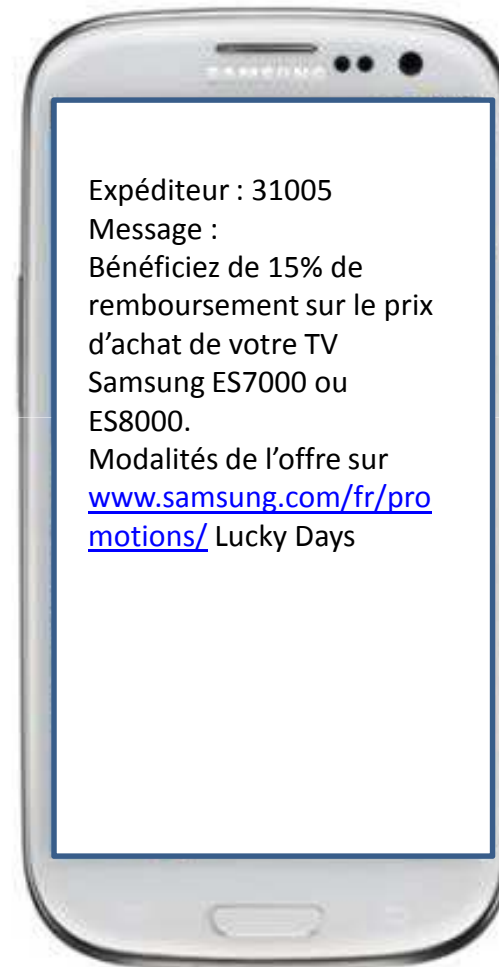 SAMSUNG
Expéditeur : 31005
Message :
Bénéficiez de 15% de
remboursement sur le prix
d’achat de votre TV
Samsung ES7000 ou
ES8000.
Modalités de l’offre sur
www.samsung.com/fr/pro
motions/ Lucky Days